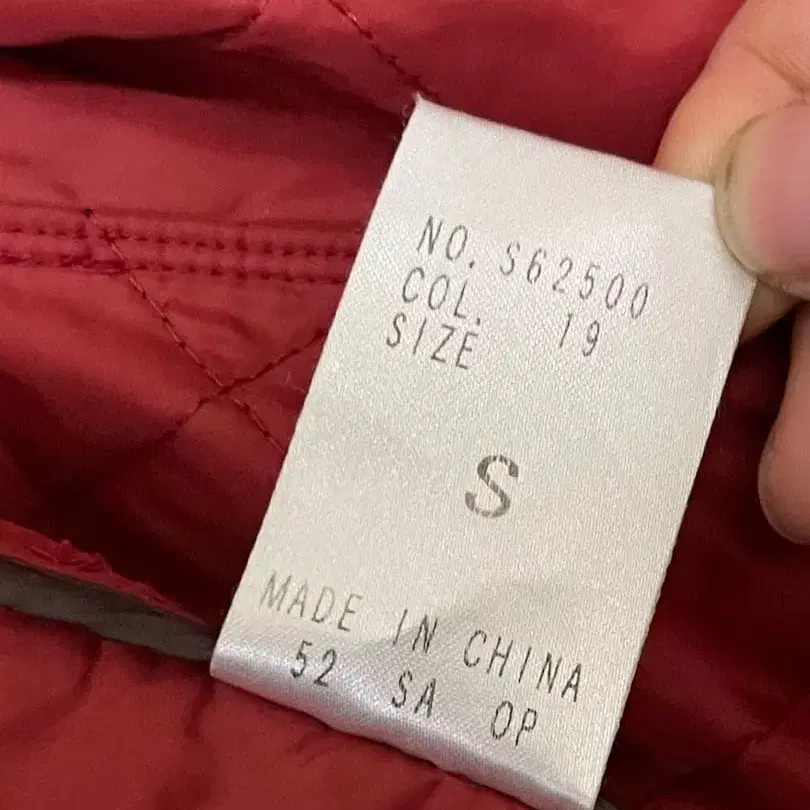 NO. S62500
COL. 19
SIZE
S
MADE IN CHINA
52 SA OP